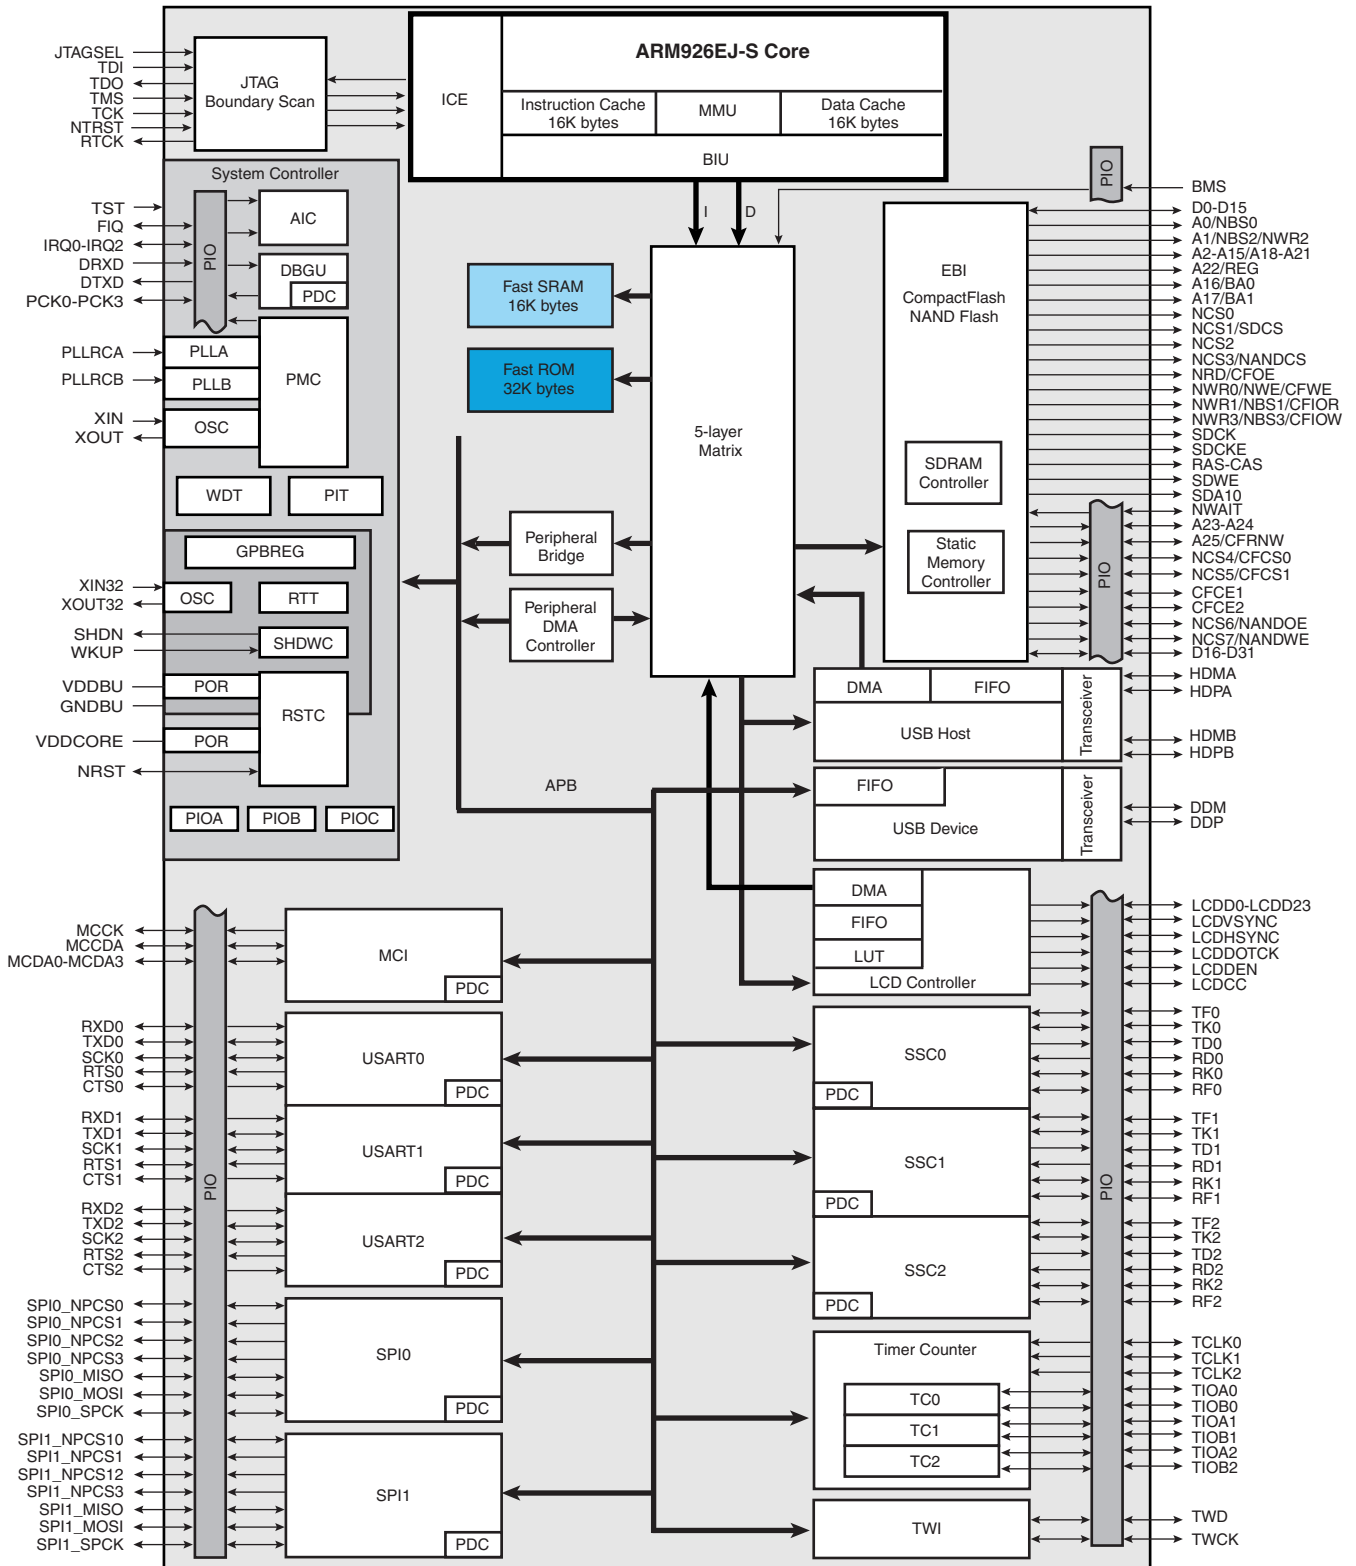 ARM926EJ-S Core
ICE
Instruction Cache
16K bytes
MMU
Data Cache
16K bytes
BIU
I
D
JTAGSEL
TDI
TDO
TMS
TCK
NTRST
RTCK
JTAG
Boundary Scan
System Controller
TST
FIQ
IRQ0-IRQ2
DRXD
DTXD
PCK0-PCK3
PIO
AIC
DBGU
PDC
PLLRCA
PLLRCB
XIN
XOUT
PLLA
PLLB
OSC
PMC
WDT
PIT
GPBREG
XIN32
XOUT32
OSC
RTT
SHDN
WKUP
SHDWC
VDDBU
GNDBU
POR
RSTC
VDDCORE
POR
NRST
PIOA
PIOB
PIOC
Fast SRAM
16K bytes
Fast ROM
32K bytes
5-layer
Matrix
Peripheral
Bridge
Peripheral
DMA
Controller
APB
PIO
BMS
EBI
CompactFlash
NAND Flash
SDRAM
Controller
Static
Memory
Controller
D0-D15
A0/NBS0
A1/NBS2/NWR2
A2-A15/A18-A21
A22/REG
A16/BA0
A17/BA1
NCS0
NCS1/SDCS
NCS2
NCS3/NANDCS
NRD/CFOE
NWR0/NWE/CFWE
NWR1/NBS1/CFIOR
NWR3/NBS3/CFIOW
SDCK
SDCKE
RAS-CAS
SDWE
SDA10
NWAIT
A23-A24
A25/CFRNW
NCS4/CFCS0
NCS5/CFCS1
CFCE1
CFCE2
NCS6/NANDOE
NCS7/NANDWE
D16-D31
PIO
DMA
FIFO
USB Host
Transceiver
HDMA
HDPA
HDMB
HDPB
FIFO
USB Device
Transceiver
DDM
DDP
DMA
FIFO
LUT
LCD Controller
LCDD0-LCDD23
LCDVSYNC
LCDHSYNC
LCDDOTCK
LCDDEN
LCDCC
MCCK
MCCDA
MCDA0-MCDA3
MCI
PDC
RXD0
TXD0
SCK0
RTS0
CTS0
USART0
PDC
RXD1
TXD1
SCK1
RTS1
CTS1
USART1
PDC
PIO
RXD2
TXD2
SCK2
RTS2
CTS2
USART2
PDC
SPI0_NPCS0
SPI0_NPCS1
SPI0_NPCS2
SPI0_NPCS3
SPI0_MISO
SPI0_MOSI
SPI0_SPCK
SPI0
PDC
SPI1_NPCS10
SPI1_NPCS1
SPI1_NPCS12
SPI1_NPCS3
SPI1_MISO
SPI1_MOSI
SPI1_SPCK
SPI1
PDC
SSC0
PDC
TF0
TK0
TD0
RD0
RK0
RF0
SSC1
PDC
PIO
TF1
TK1
TD1
RD1
RK1
RF1
SSC2
PDC
TF2
TK2
TD2
RD2
RK2
RF2
Timer Counter
TC0
TC1
TC2
TCLK0
TCLK1
TCLK2
TIOA0
TIOB0
TIOA1
TIOB1
TIOA2
TIOB2
TWI
TWD
TWCK